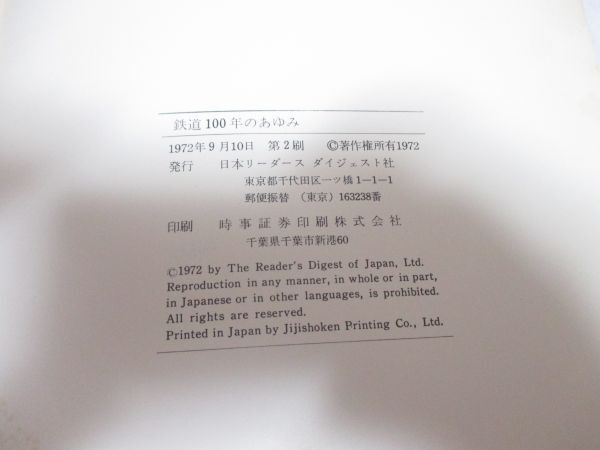 鉄道100年のあゆみ
1972年9月10日 第2刷 ©著作権所有1972
発行 日本リーダース ダイジェスト社
東京都千代田区一ツ橋1―1―1
郵便振替 (東京) 163238番
印刷 時事証券印刷株式会社
千葉県千葉市新港60
©1972 by The Reader's Digest of Japan, Ltd.
Reproduction in any manner, in whole or in part,
in Japanese or in other languages, is prohibited.
All rights are reserved.
Printed in Japan by Jijishoken Printing Co., Ltd.